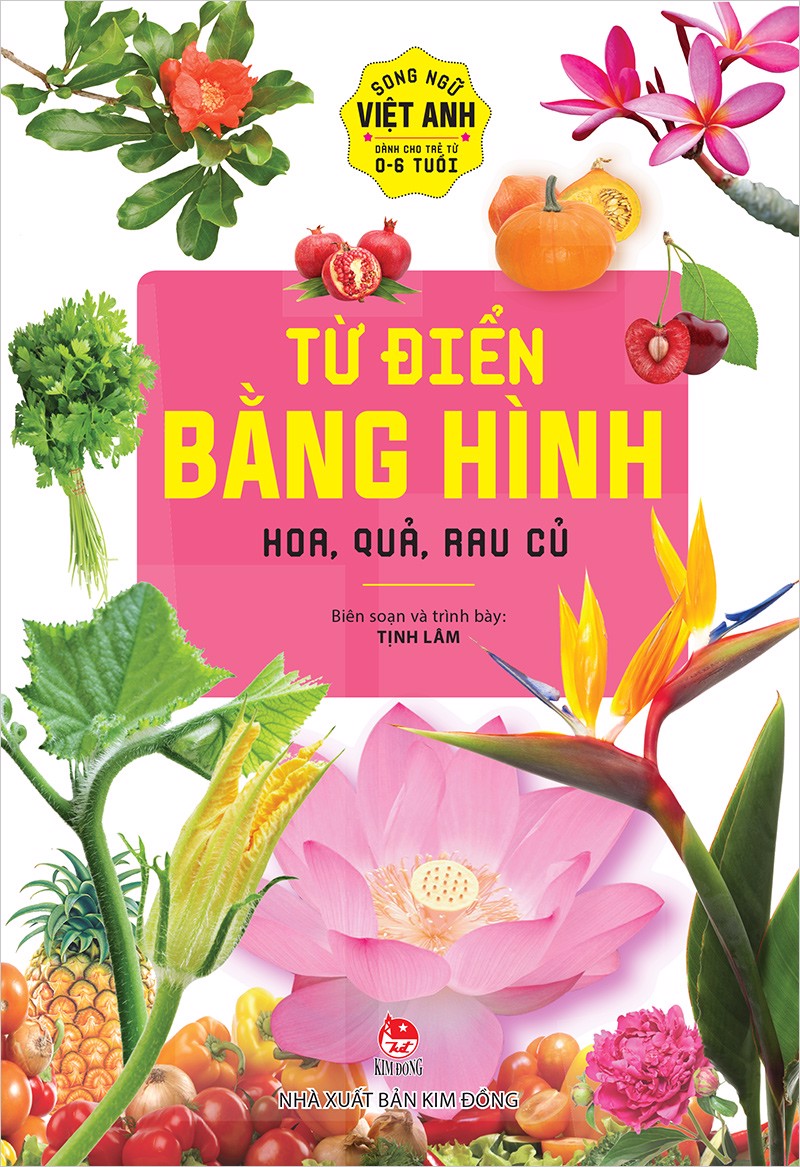 SONG NGỮ
VIỆT ANH
DÀNH CHO TRẺ TỪ
0-6 TUỔI
TỪ ĐIỂN
BẰNG HÌNH
HOA, QUẢ, RAU CỦ
Biên soạn và trình bày:
TỊNH LÂM
KIM ĐỒNG
NHÀ XUẤT BẢN KIM ĐỒNG